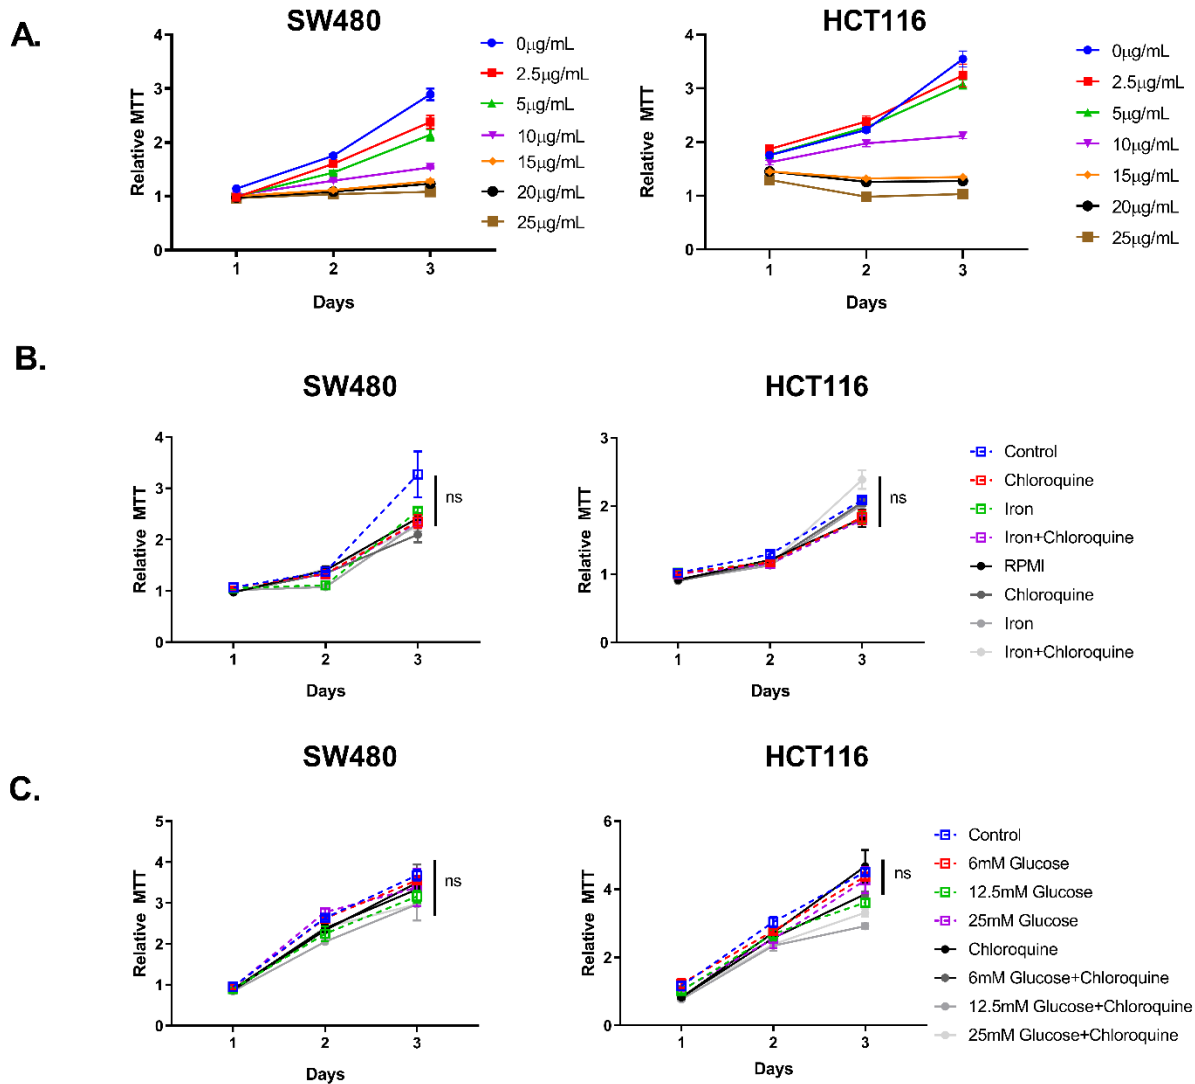 A.
SW480
HCT116
Relative MTT
4
3
2
1
0
1
2
3
Days
0μg/mL
2.5μg/mL
5μg/mL
10μg/mL
15μg/mL
20μg/mL
25μg/mL
Relative MTT
4
3
2
1
0
1
2
3
Days
0μg/mL
2.5μg/mL
5μg/mL
10μg/mL
15μg/mL
20μg/mL
25μg/mL
B.
SW480
HCT116
Relative MTT
4
3
2
1
0
1
2
3
Days
ns
Relative MTT
3
2
1
0
1
2
3
Days
ns
Control
Chloroquine
Iron
Iron+Chloroquine
RPMI
Chloroquine
Iron
Iron+Chloroquine
C.
SW480
HCT116
Relative MTT
5
4
3
2
1
0
1
2
3
Days
ns
Relative MTT
6
4
2
0
1
2
3
Days
ns
Control
6mM Glucose
12.5mM Glucose
25mM Glucose
Chloroquine
6mM Glucose+Chloroquine
12.5mM Glucose+Chloroquine
25mM Glucose+Chloroquine